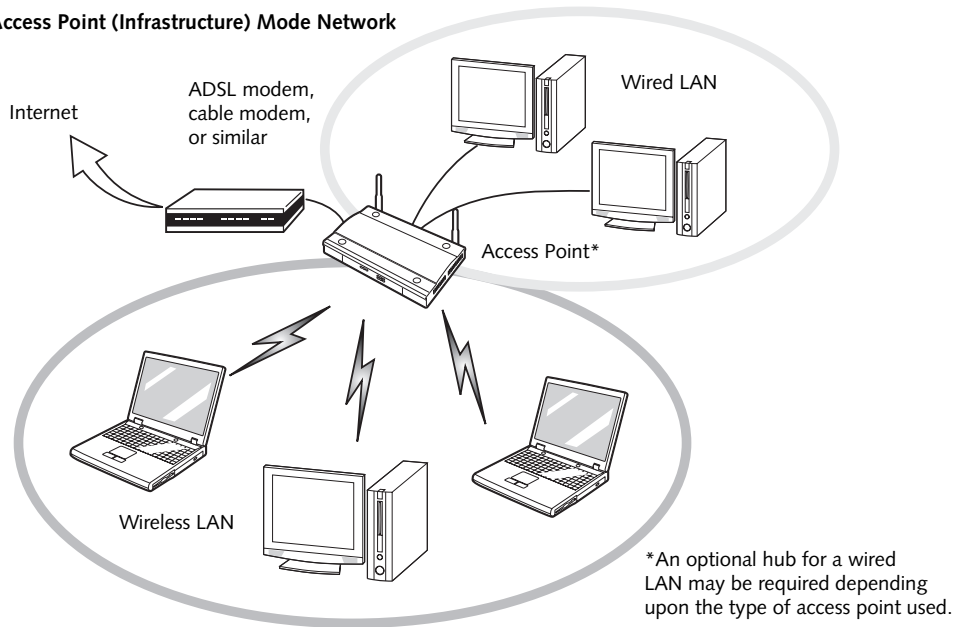 Access Point (Infrastructure) Mode Network
Internet
ADSL modem,
cable modem,
or similar
Wired LAN
Access Point*
Wireless LAN
*An optional hub for a wired
LAN may be required depending
upon the type of access point used.